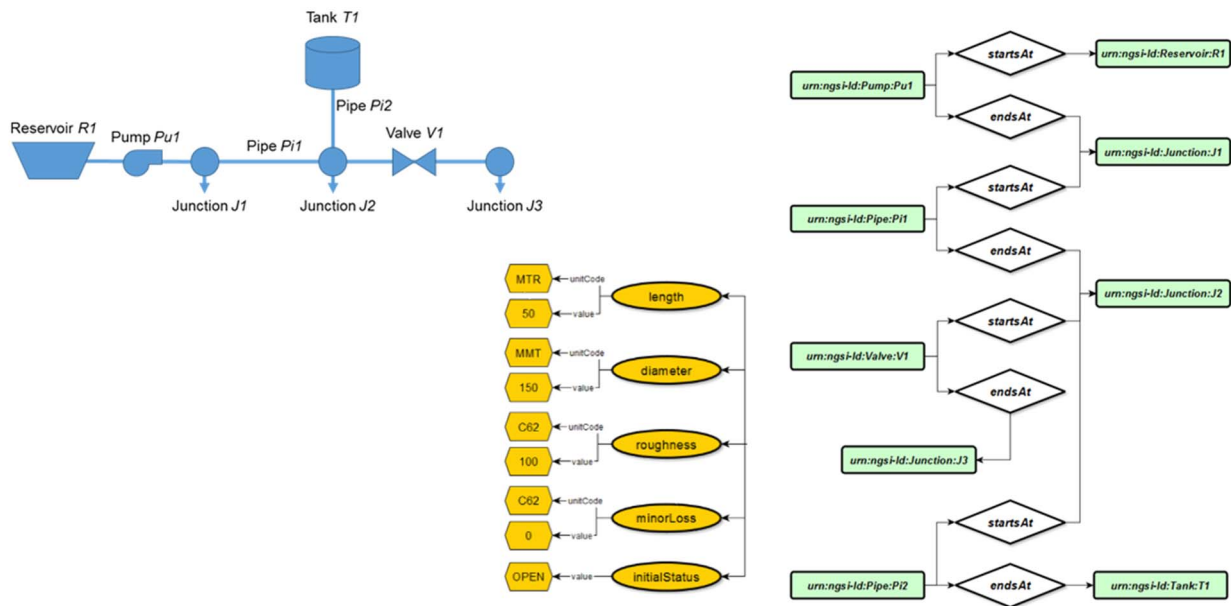 Tank T1
Pipe Pi2
Reservoir R1
Pump Pu1
Valve V1
Pipe Pi1
Junction J1
Junction J2
Junction J3
MTR
unitCode
length
50
value
MMT
unitCode
diameter
150
value
C62
unitCode
roughness
100
value
C62
unitCode
minorLoss
0
value
OPEN
value
initialStatus
startsAt
urn:ngsi-ld:Reservoir:R1
urn:ngsi-ld:Pump:Pu1
endsAt
urn:ngsi-ld:Junction:J1
startsAt
urn:ngsi-ld:Pipe:Pi1
endsAt
urn:ngsi-ld:Junction:J2
startsAt
urn:ngsi-ld:Valve:V1
endsAt
urn:ngsi-ld:Junction:J3
startsAt
urn:ngsi-ld:Pipe:Pi2
endsAt
urn:ngsi-ld:Tank:T1